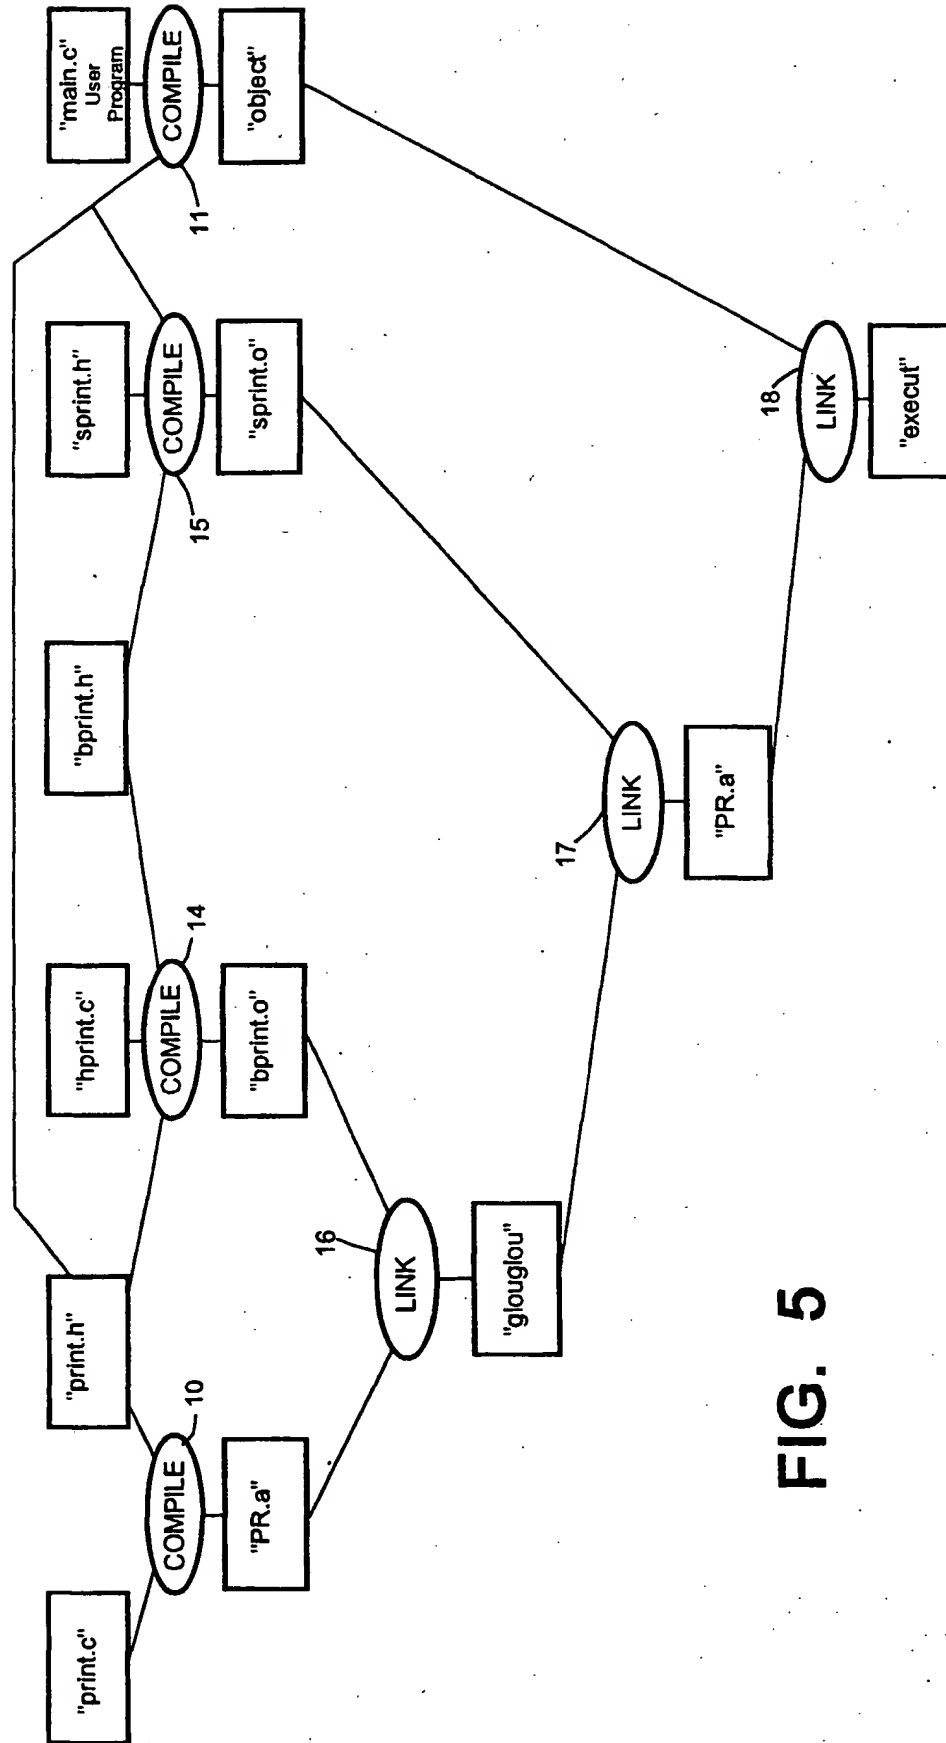 "print.c"
"print.h"
"hprint.c"
"bprint.h"
"sprint.h"
"main.c"
User
Program
COMPILE
10
COMPILE
14
COMPILE
15
COMPILE
11
"PR.a"
"bprint.o"
"sprint.o"
"object"
16
LINK
"glouglou"
17
LINK
"PR.a"
18
LINK
"execut"
FIG. 5